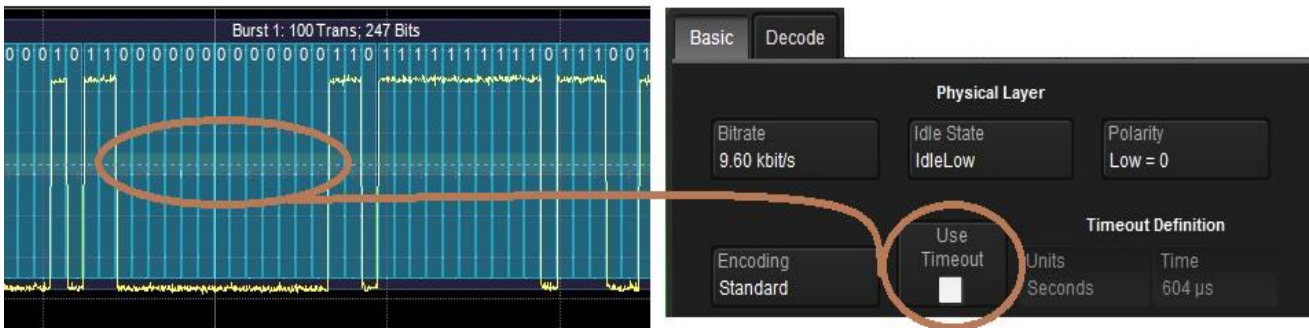 Burst 1: 100 Trans; 247 Bits
0 0 0 1 0 1 1 0 0 0 0 0 0 0 0 0 0 0 0 0 1 1 0 1 1 1 1 1 1 1 1 1 1 0 1 1 1 0 0 1
Basic Decode
Physical Layer
Bitrate Idle State Polarity
9.60 kbit/s IdleLow Low = 0
Use
Timeout
Timeout Definition
Encoding Units Time
Standard Seconds 604 µs